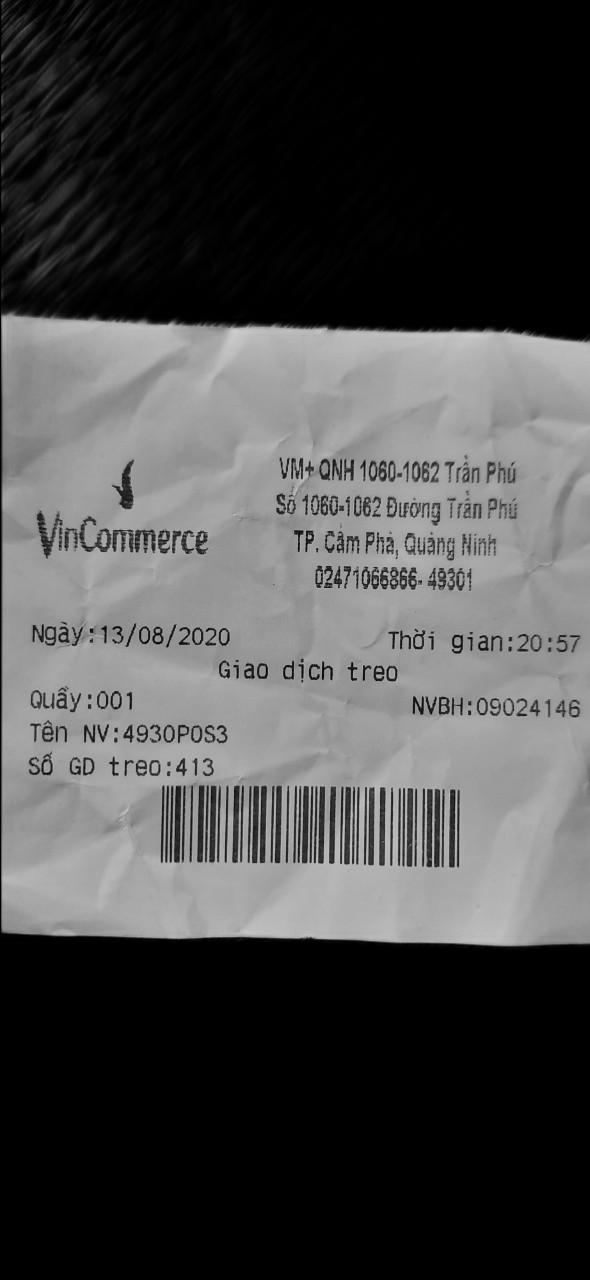 VinCommerce
VM+ QNH 1060-1062 Trần Phú
Số 1060-1062 Đường Trần Phú
TP. Cẩm Phả, Quảng Ninh
02471066866- 49301
Ngày:13/08/2020 Thời gian:20:57
Giao dịch treo
Quầy:001 NVBH:09024146
Tên NV:4930POS3
Số GD treo:413